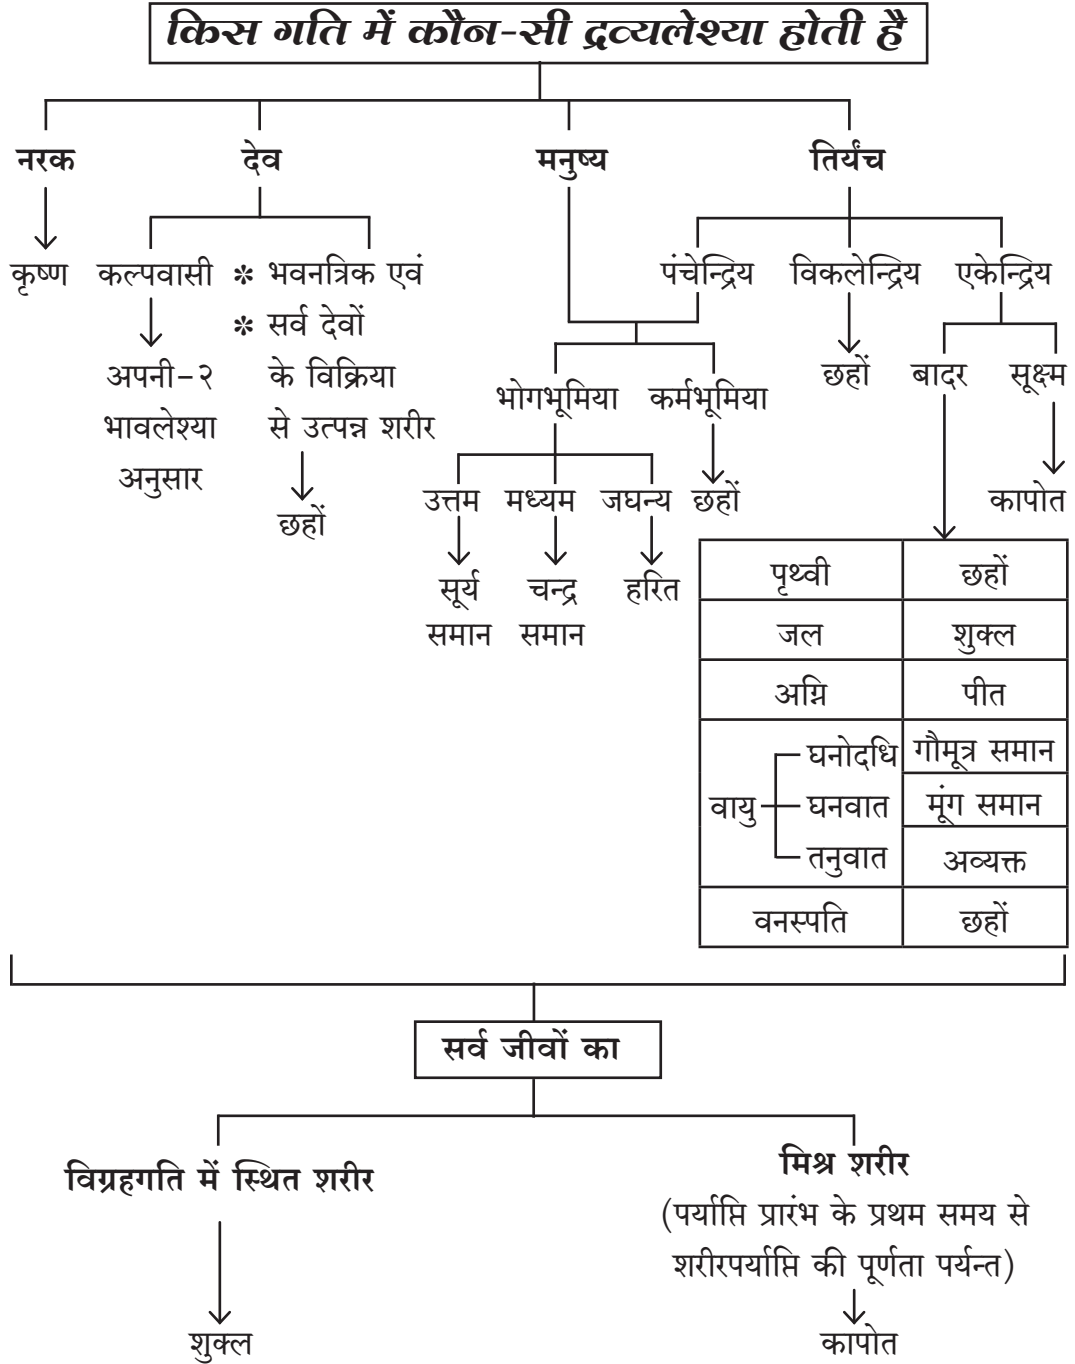 किस गति में कौन-सी द्रव्यलेश्या होती है
नरक देव मनुष्य तिर्यंच
कृष्ण कल्पवासी * भवनत्रिक एवं पंचेन्द्रिय विकलेन्द्रिय एकेन्द्रिय
* सर्व देवों
अपनी-२ के विक्रिया छहों बादर सूक्ष्म
भावलेश्या से उत्पन्न शरीर भोगभूमिया कर्मभूमिया
अनुसार
छहों
उत्तम मध्यम जघन्य छहों कापोत
सूर्य चन्द्र हरित
समान समान
पृथ्वी छहों
जल शुक्ल
अग्नि पीत
वायु
घनोदधि गौमूत्र समान
घनवात मूंग समान
तनुवात अव्यक्त
वनस्पति छहों
सर्व जीवों का
विग्रहगति में स्थित शरीर
शुक्ल
मिश्र शरीर
(पर्याप्ति प्रारंभ के प्रथम समय से
शरीरपर्याप्ति की पूर्णता पर्यन्त)
कापोत